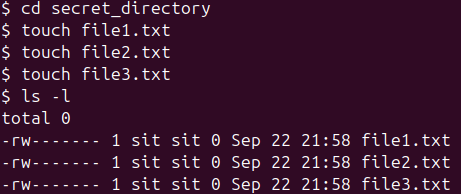 $ cd secret_directory
$ touch file1.txt
$ touch file2.txt
$ touch file3.txt
$ ls -l
total 0
-rw------- 1 sit sit 0 Sep 22 21:58 file1.txt
-rw------- 1 sit sit 0 Sep 22 21:58 file2.txt
-rw------- 1 sit sit 0 Sep 22 21:58 file3.txt